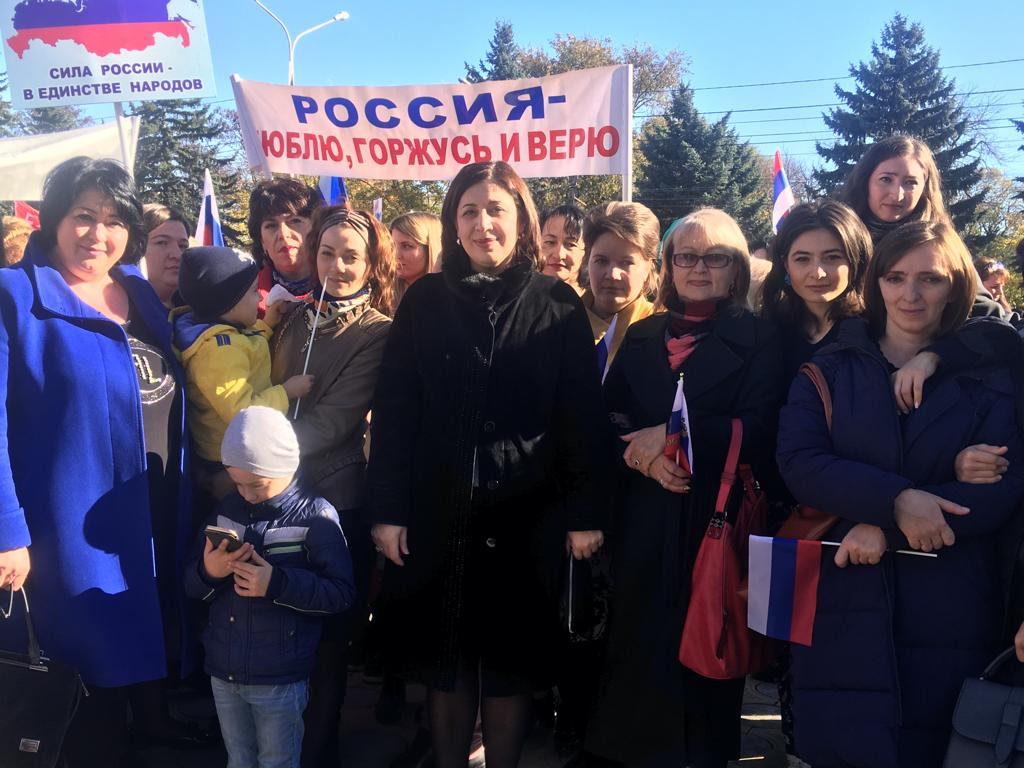 СИЛА РОССИИ -
В ЕДИНСТВЕ НАРОДОВ
РОССИЯ-
ЛЮБЛЮ, ГОРЖУСЬ И ВЕРЮ